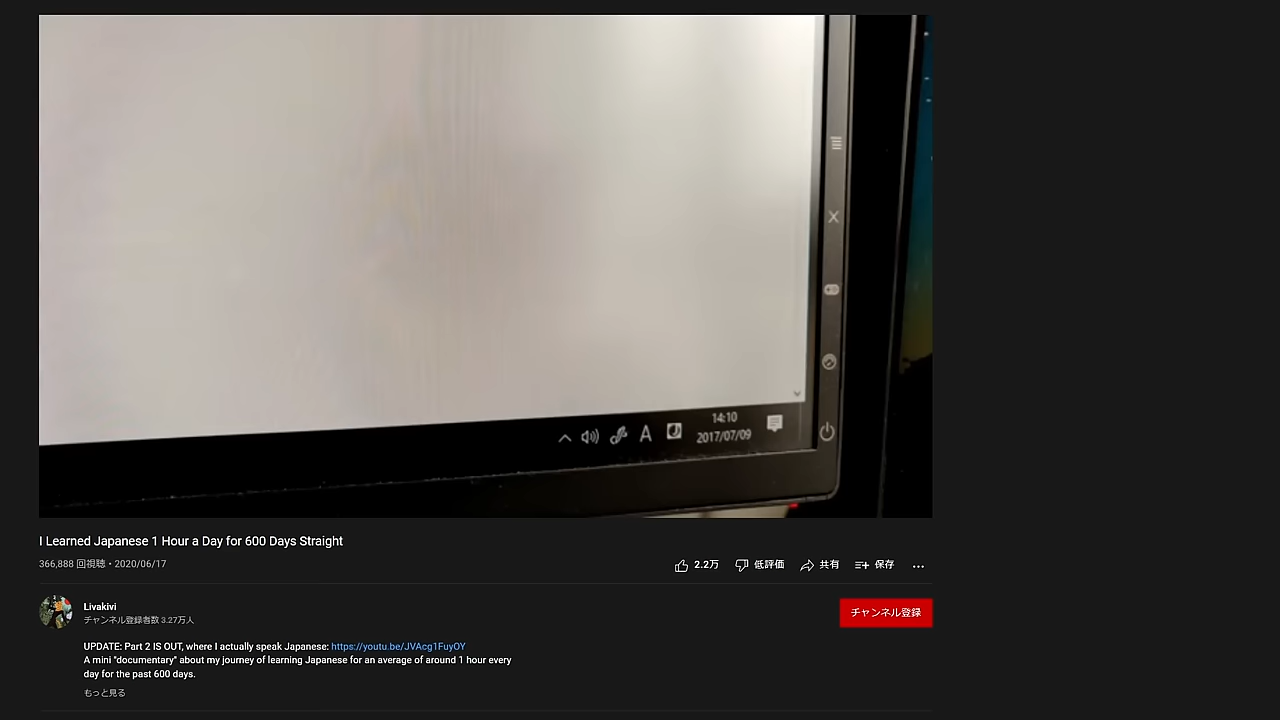 A
14:10
2017/07/09
I Learned Japanese 1 Hour a Day for 600 Days Straight
366,888 回視聴・2020/06/17
2.2万 低評価 共有 保存 ...
Livakivi
チャンネル登録者数 3.27万人
チャンネル登録
UPDATE: Part 2 IS OUT, where I actually speak Japanese: https://youtu.be/JVAcg1FuyOY
A mini "documentary" about my journey of learning Japanese for an average of around 1 hour every
day for the past 600 days.
もっと見る